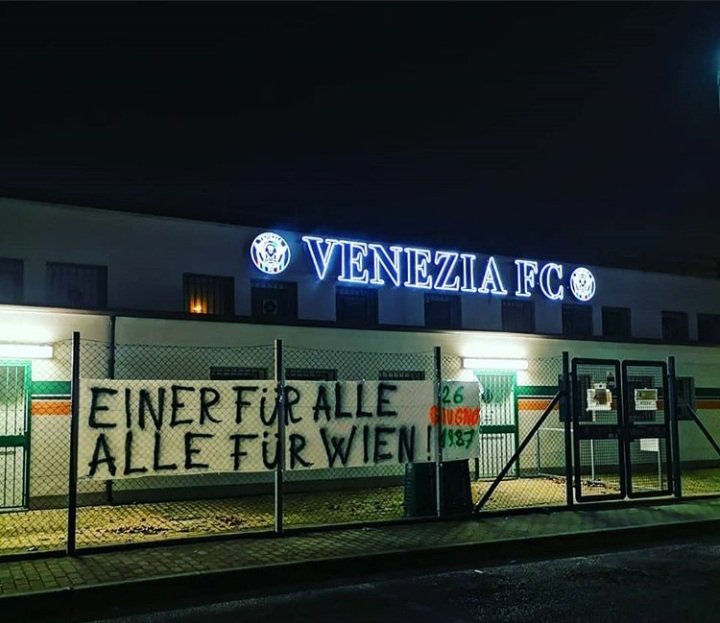 VENEZIA FC
EINER FÜR ALLE
ALLE FÜR WIEN!
26
GIUGNO
1987